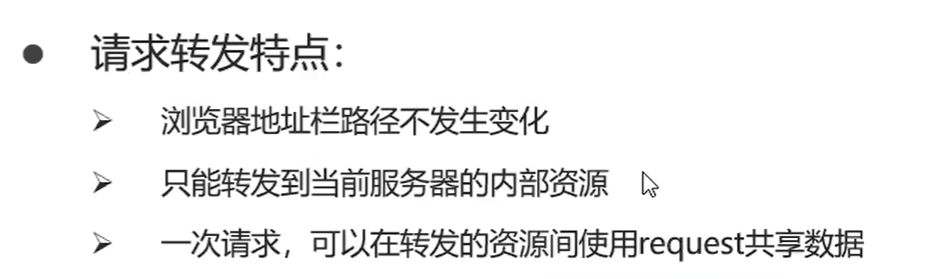 请求转发特点：
浏览器地址栏路径不发生变化
只能转发到当前服务器的内部资源
一次请求，可以在转发的资源间使用request共享数据